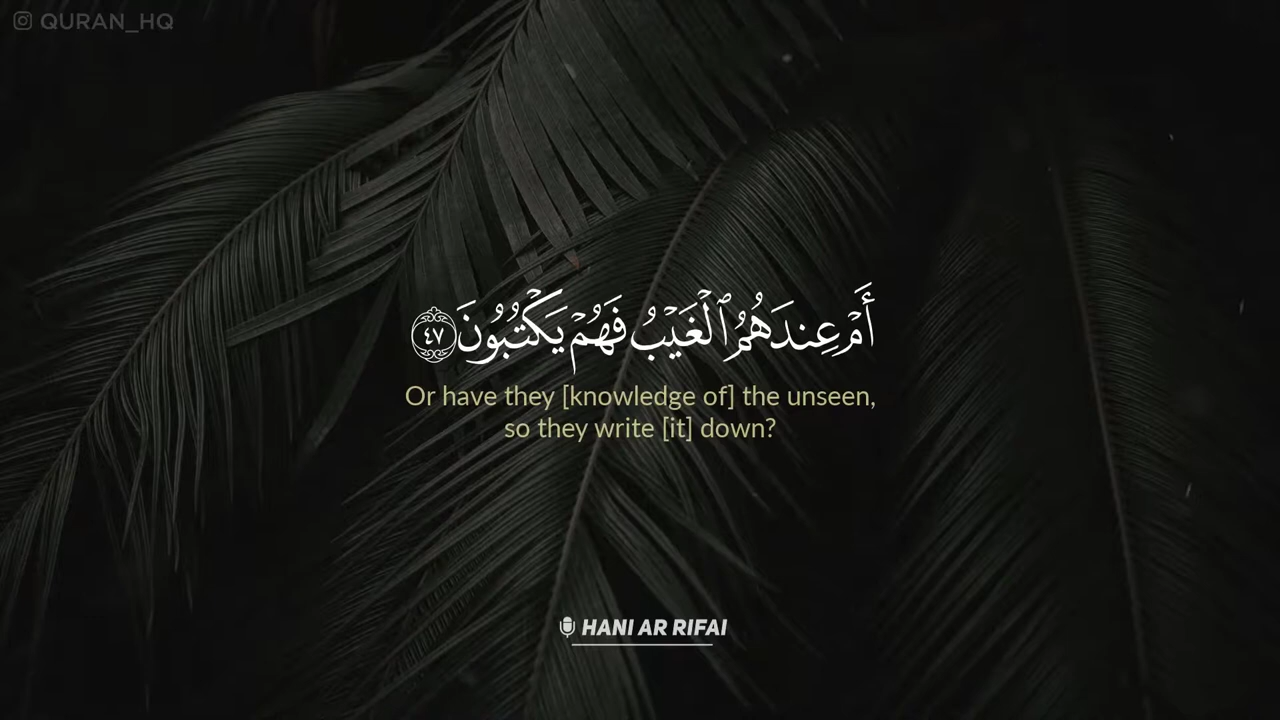 QURAN_HQ
أَمْ عِندَهُمُ ٱلْغَيْبُ فَهُمْ يَكْتُبُونَ ٤٧
Or have they [knowledge of] the unseen,
so they write [it] down?
HANI AR RIFAI